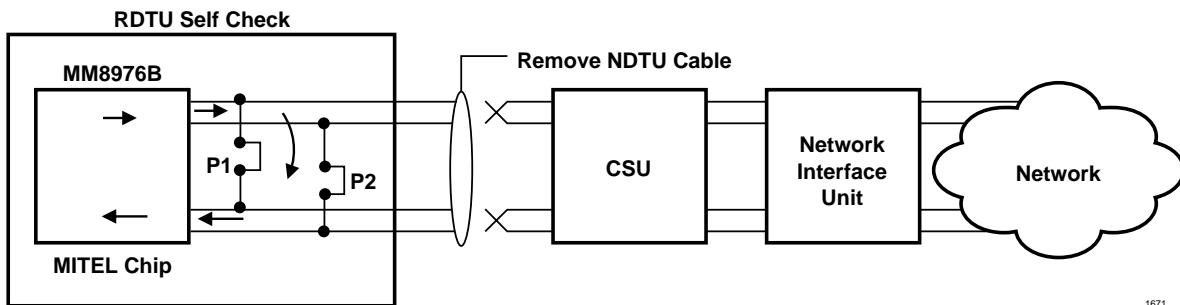 RDTU Self Check
MM8976B
Remove NDTU Cable
P1
P2
CSU
Network
Interface
Unit
Network
MITEL Chip
1671